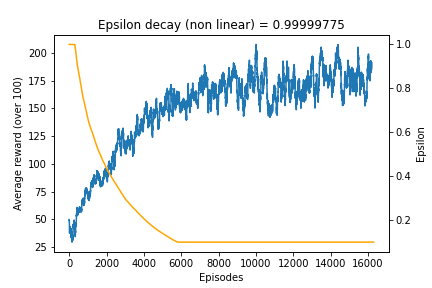 Epsilon decay (non linear) = 0.99999775
200
175
150
125
100
75
50
25
Average reward (over 100)
1.0
0.8
0.6
0.4
0.2
Epsilon
0 2000 4000 6000 8000 10000 12000 14000 16000
Episodes